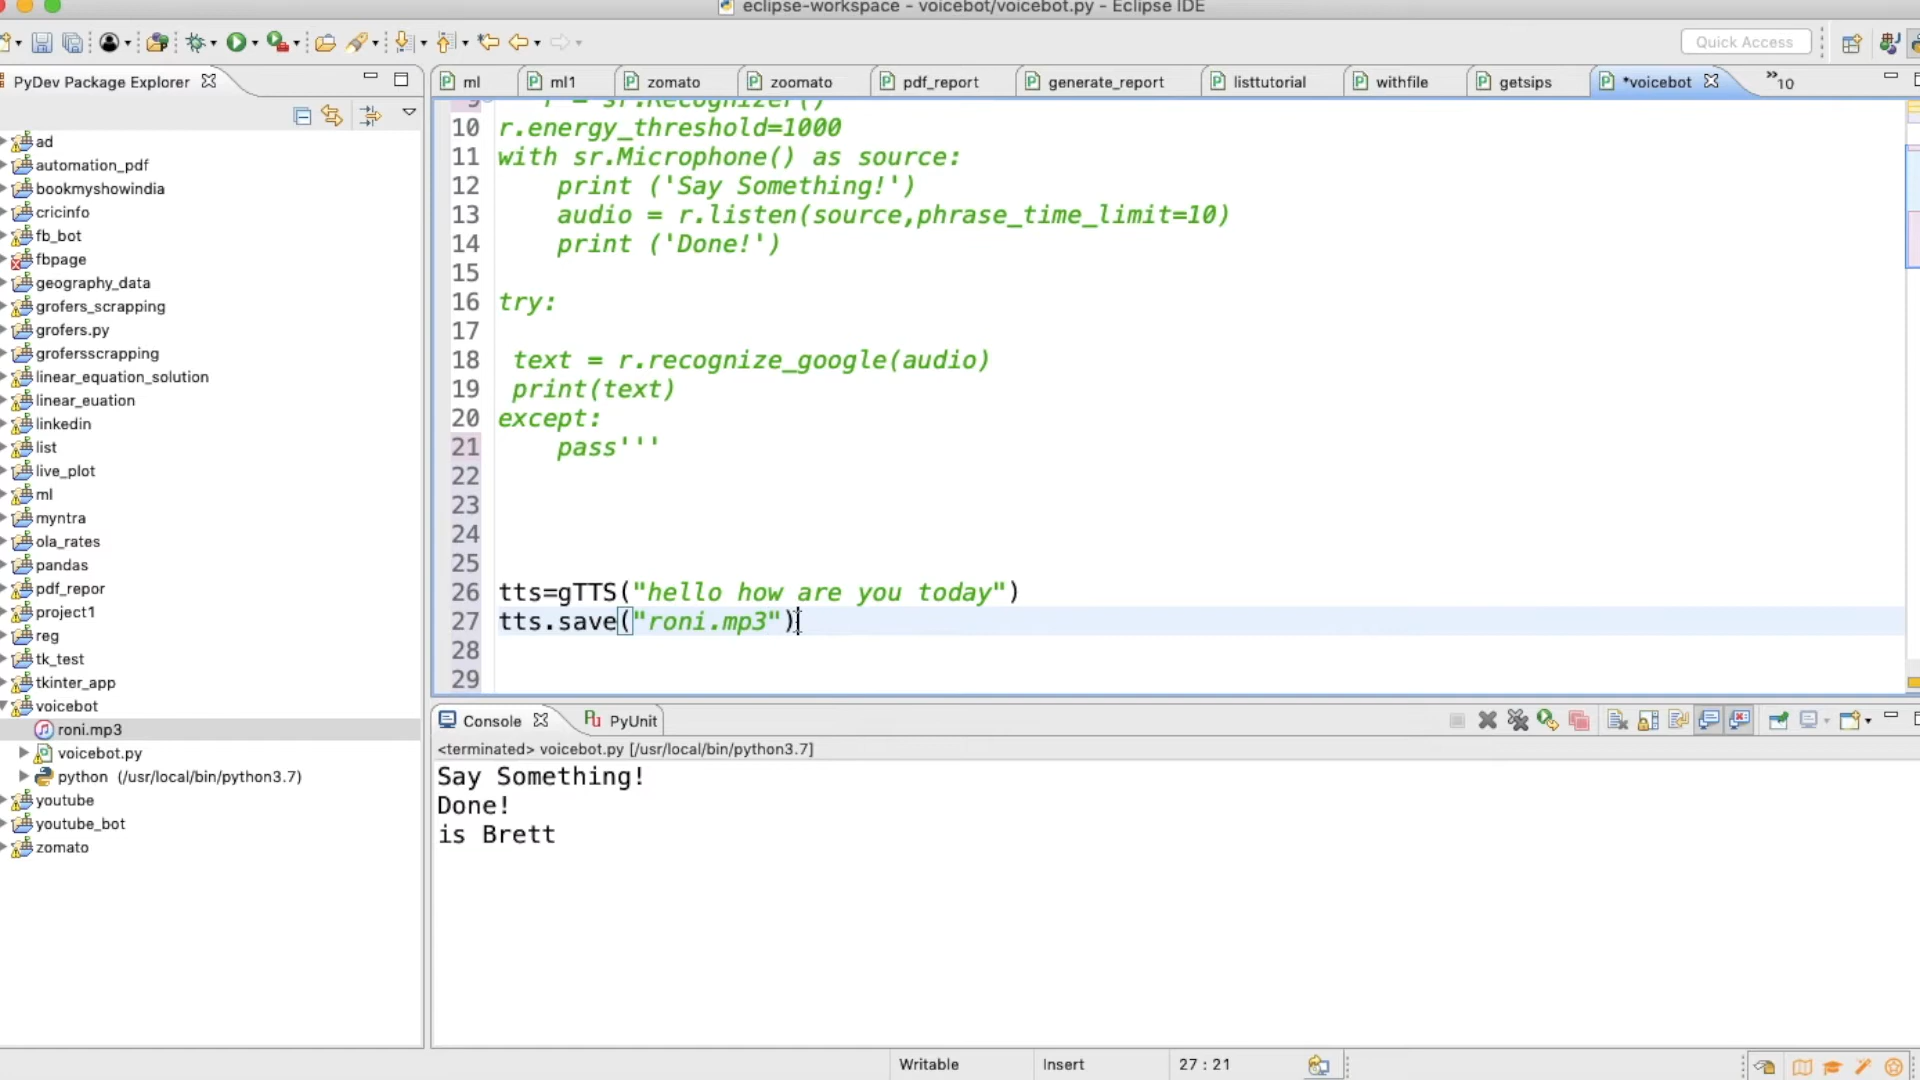 eclipse-workspace - voicebot/voicebot.py - Eclipse IDE
Quick Access
PyDev Package Explorer
ml
ml1
zomato
zoomato
pdf_report
generate_report
listtutorial
withfile
getsips
*voicebot
»10
ad
automation_pdf
bookmyshowindia
cricinfo
fb_bot
fbpage
geography_data
grofers_scrapping
grofers.py
grofersscrapping
linear_equation_solution
linear_euation
linkedin
list
live_plot
ml
myntra
ola_rates
pandas
pdf_repor
project1
reg
tk_test
tkinter_app
voicebot
roni.mp3
voicebot.py
python (/usr/local/bin/python3.7)
youtube
youtube_bot
zomato
9 r = sr.Recognizer()
10 r.energy_threshold=1000
11 with sr.Microphone() as source:
12 print ('Say Something!')
13 audio = r.listen(source,phrase_time_limit=10)
14 print ('Done!')
15
16 try:
17
18 text = r.recognize_google(audio)
19 print(text)
20 except:
21 pass'''
22
23
24
25
26 tts=gTTS("hello how are you today")
27 tts.save("roni.mp3")
28
29
Console
PyUnit
<terminated> voicebot.py [/usr/local/bin/python3.7]
Say Something!
Done!
is Brett
Writable
Insert
27 : 21